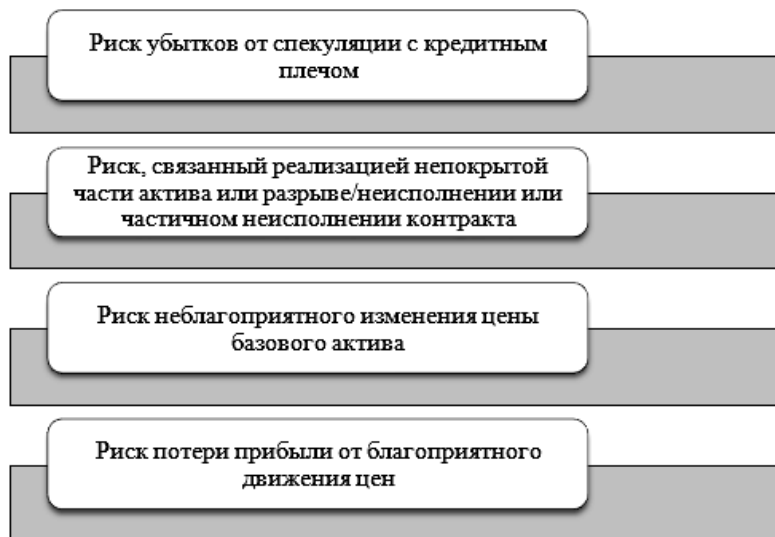 Риск убытков от спекуляции с кредитным
плечом
Риск, связанный реализацией непокрытой
части актива или разрыве/неисполнении или
частичном неисполнении контракта
Риск неблагоприятного изменения цены
базового актива
Риск потери прибыли от благоприятного
движения цен